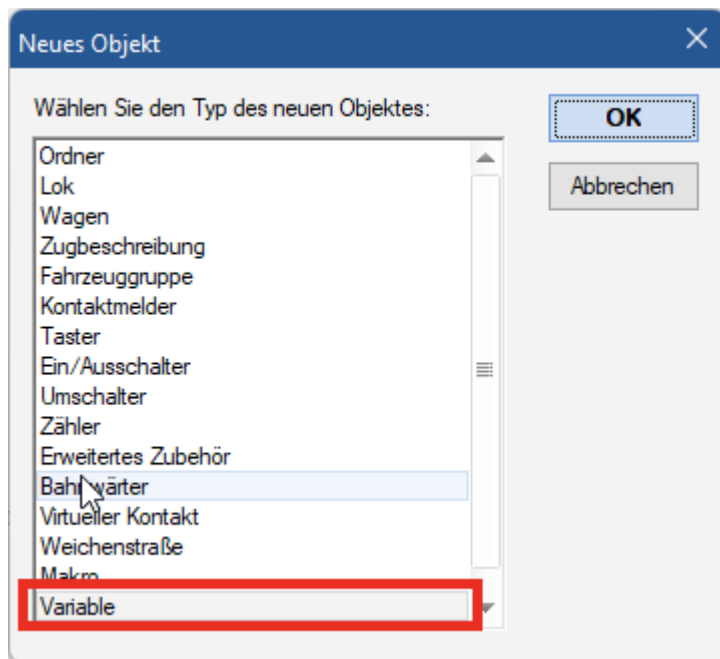 Neues Objekt
Wählen Sie den Typ des neuen Objektes:
OK
Abbrechen
Ordner
Lok
Wagen
Zugbeschreibung
Fahrzeuggruppe
Kontaktmelder
Taster
Ein/Ausschalter
Umschalter
Zähler
Erweitertes Zubehör
Bahnwärter
Virtueller Kontakt
Weichenstraße
Makro
Variable